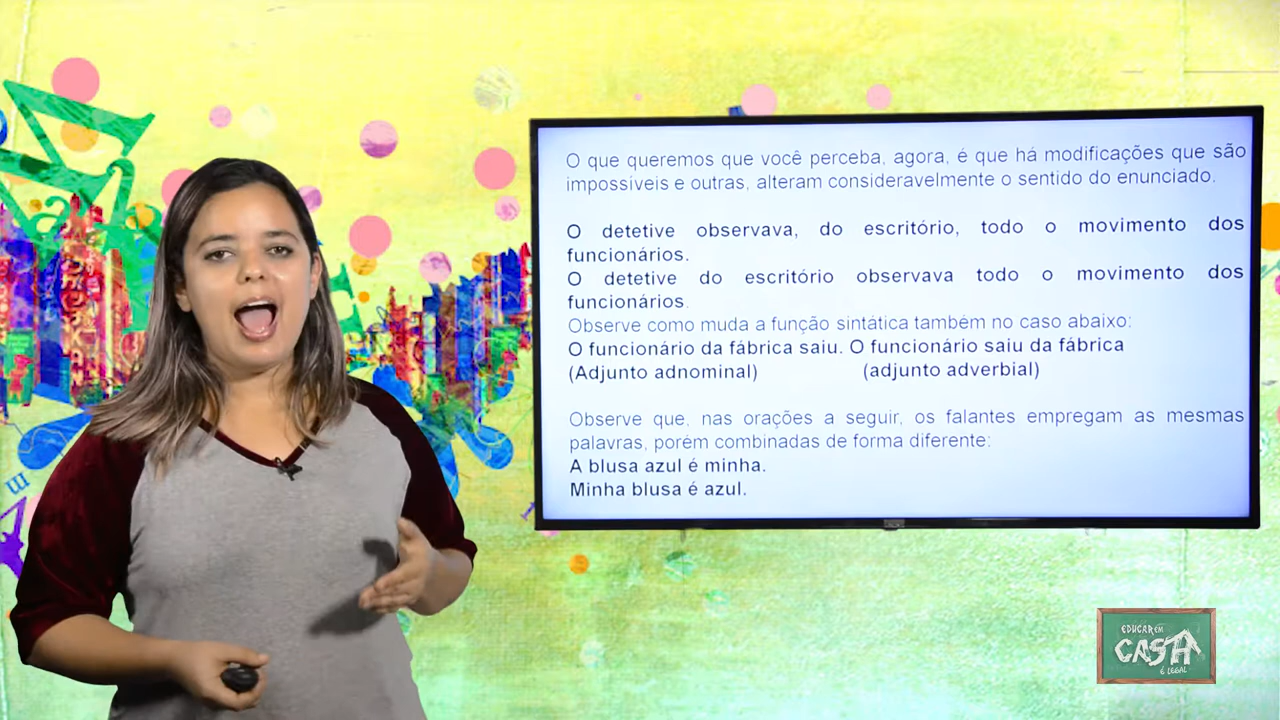 O que queremos que você perceba, agora, é que há modificações que são
impossíveis e outras, alteram consideravelmente o sentido do enunciado.
O detetive observava, do escritório, todo o movimento dos
funcionários.
O detetive do escritório observava todo o movimento dos
funcionários.
Observe como muda a função sintática também no caso abaixo:
O funcionário da fábrica saiu. O funcionário saiu da fábrica
(Adjunto adnominal) (adjunto adverbial)
Observe que, nas orações a seguir, os falantes empregam as mesmas
palavras, porém combinadas de forma diferente:
A blusa azul é minha.
Minha blusa é azul.
EDUCAR EM
CASA
É LEGAL